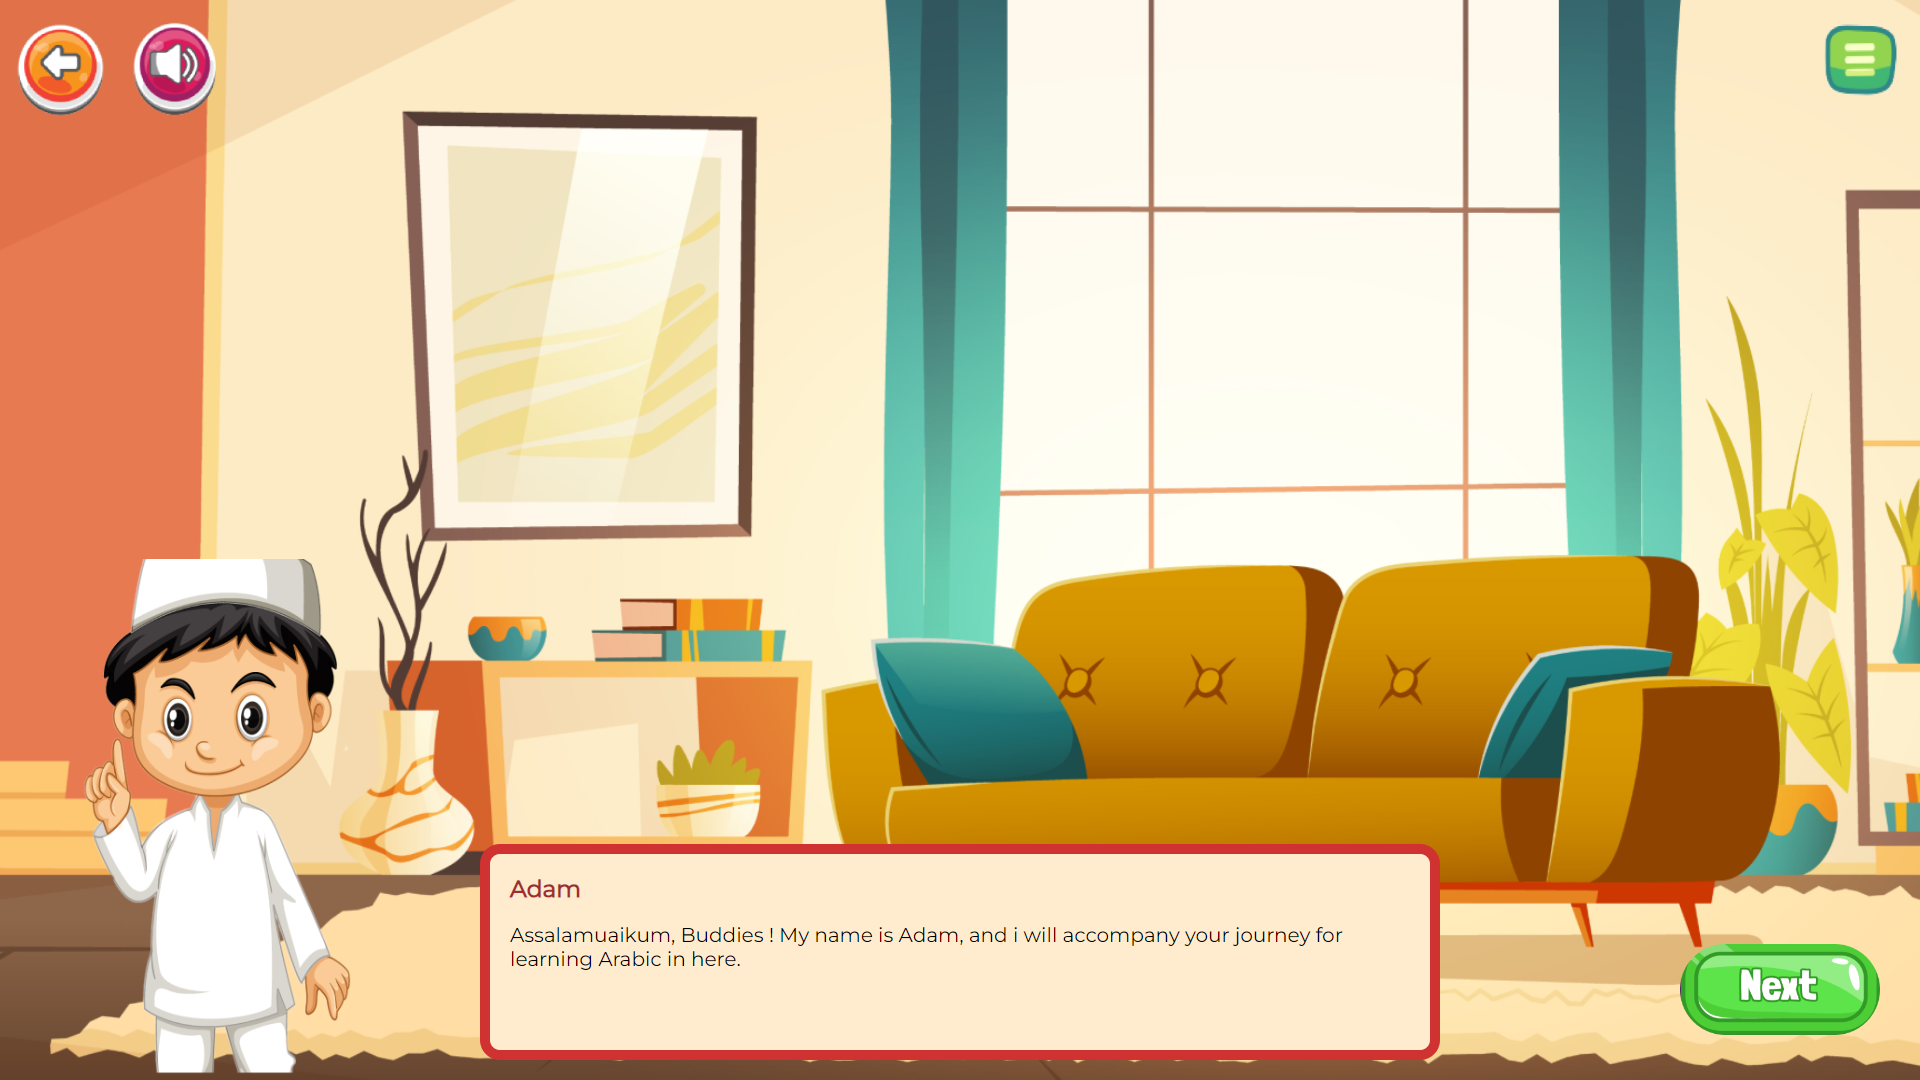 Adam
Assalamuaikum, Buddies ! My name is Adam, and i will accompany your journey for
learning Arabic in here.
Next